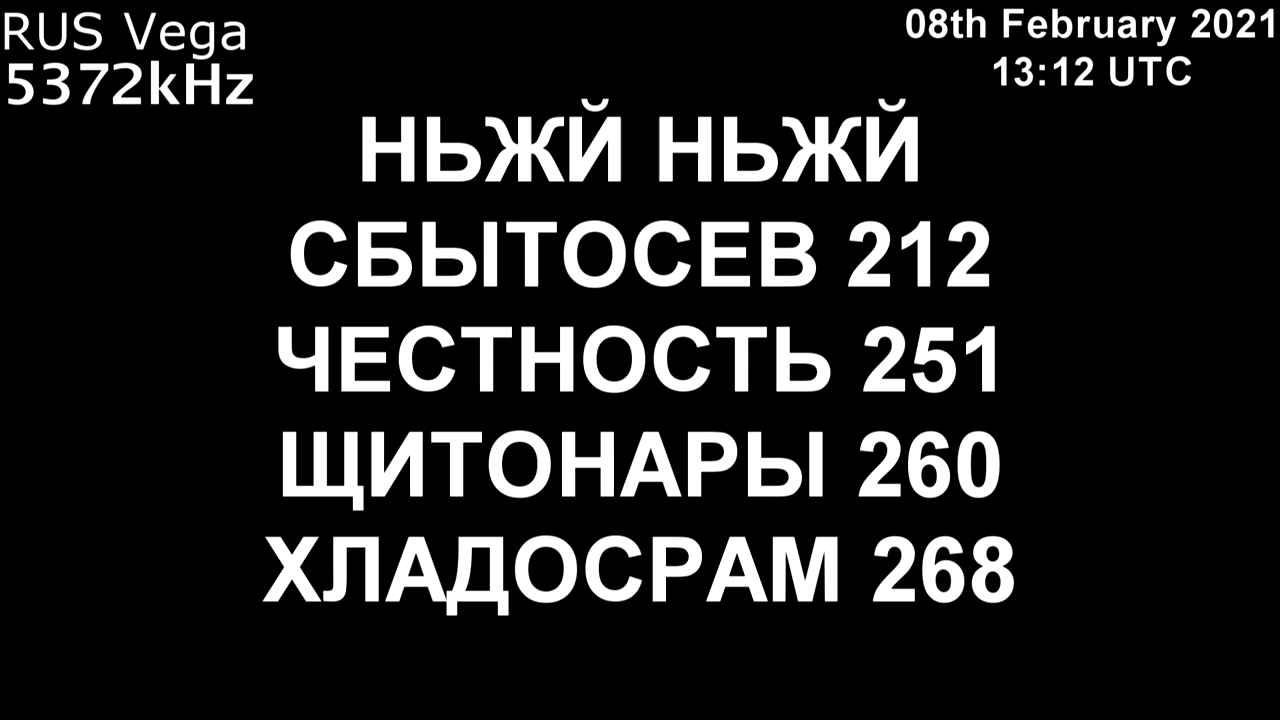 RUS Vega
5372kHz
08th February 2021
13:12 UTC
НЬЖЙ НЬЖЙ
СБЫТОСЕВ 212
ЧЕСТНОСТЬ 251
ЩИТОНАРЫ 260
ХЛАДОСРАМ 268